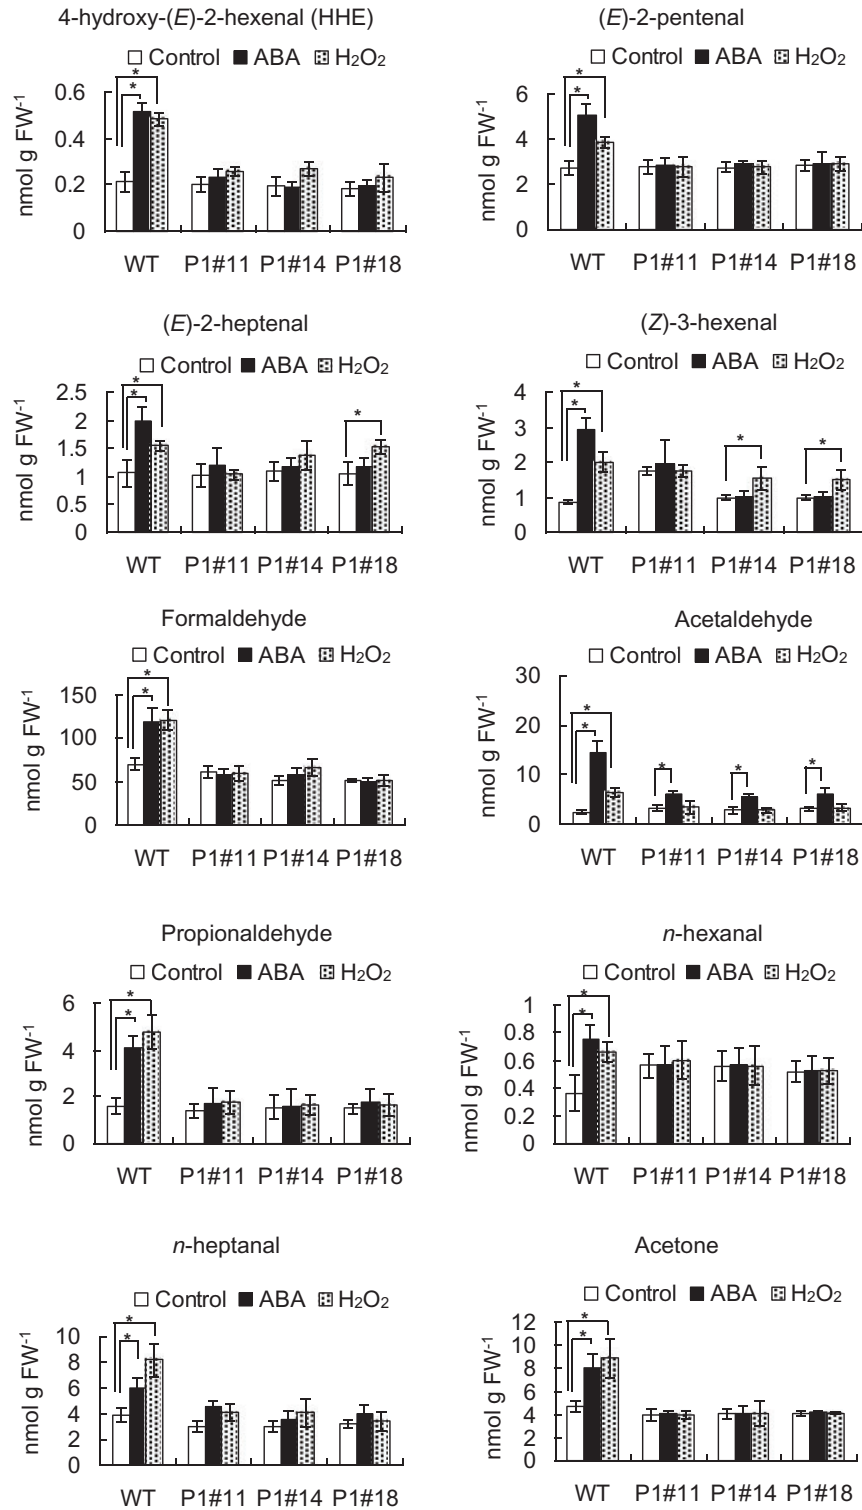 4-hydroxy-(E)-2-hexenal (HHE)
Control ABA H2O2
nmol g FW-1
0.6
0.4
0.2
0
* *
WT P1#11 P1#14 P1#18
(E)-2-pentenal
Control ABA H2O2
nmol g FW-1
6
4
2
0
* *
WT P1#11 P1#14 P1#18
(E)-2-heptenal
Control ABA H2O2
nmol g FW-1
2.5
2
1.5
1
0.5
0
* * *
WT P1#11 P1#14 P1#18
(Z)-3-hexenal
Control ABA H2O2
nmol g FW-1
4
3
2
1
0
* * * *
WT P1#11 P1#14 P1#18
Formaldehyde
Control ABA H2O2
nmol g FW-1
150
100
50
0
* *
WT P1#11 P1#14 P1#18
Acetaldehyde
Control ABA H2O2
nmol g FW-1
30
20
10
0
* * * * *
WT P1#11 P1#14 P1#18
Propionaldehyde
Control ABA H2O2
nmol g FW-1
6
4
2
0
* *
WT P1#11 P1#14 P1#18
n-hexanal
Control ABA H2O2
nmol g FW-1
1
0.8
0.6
0.4
0.2
0
* *
WT P1#11 P1#14 P1#18
n-heptanal
Control ABA H2O2
nmol g FW-1
10
8
6
4
2
0
* *
WT P1#11 P1#14 P1#18
Acetone
Control ABA H2O2
nmol g FW-1
12
10
8
6
4
2
0
* *
WT P1#11 P1#14 P1#18